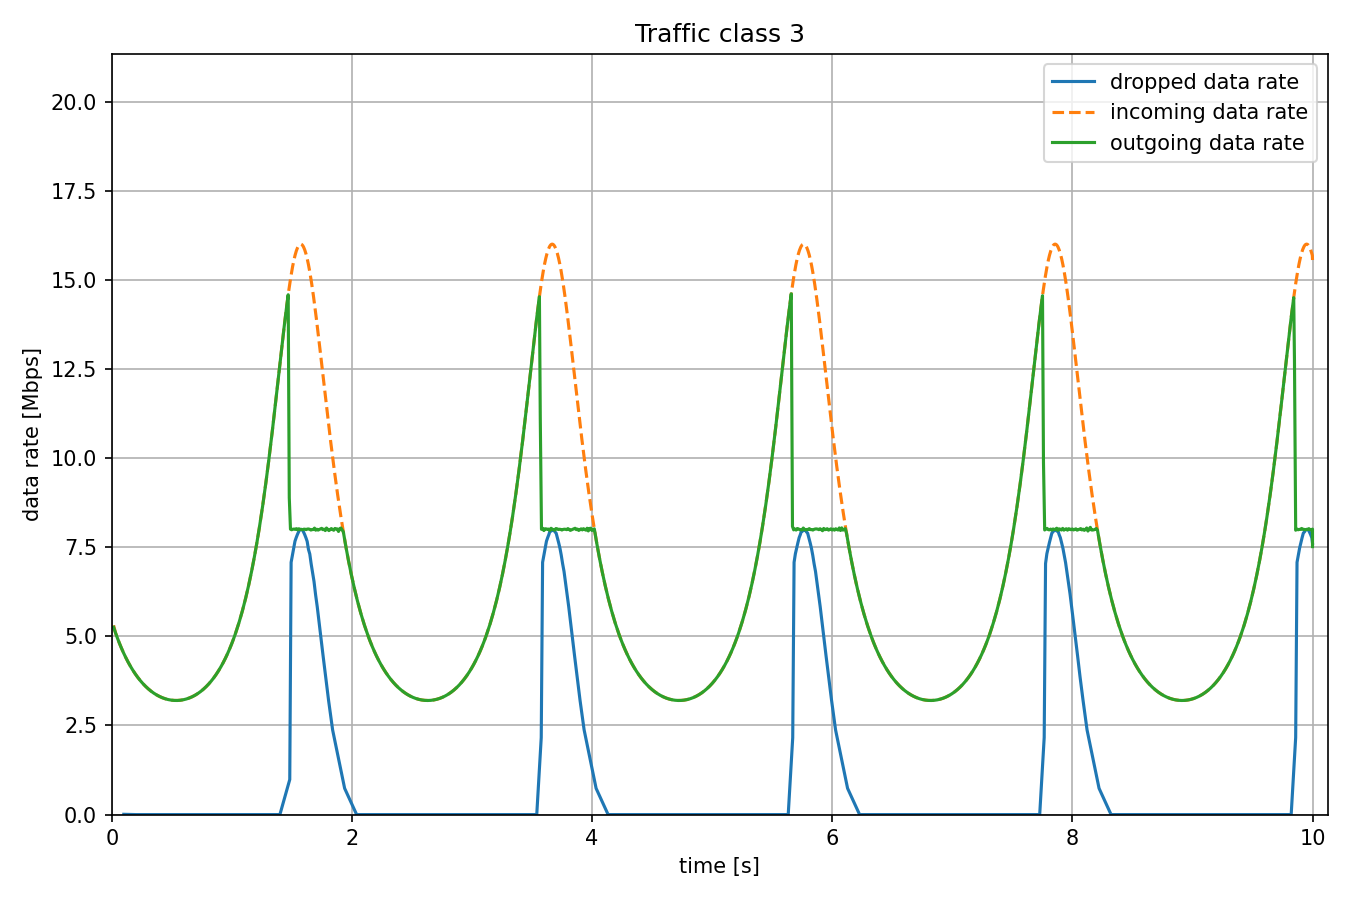 Traffic class 3
dropped data rate
incoming data rate
outgoing data rate
data rate [Mbps]
20.0
17.5
15.0
12.5
10.0
7.5
5.0
2.5
0.0
0 2 4 6 8 10
time [s]